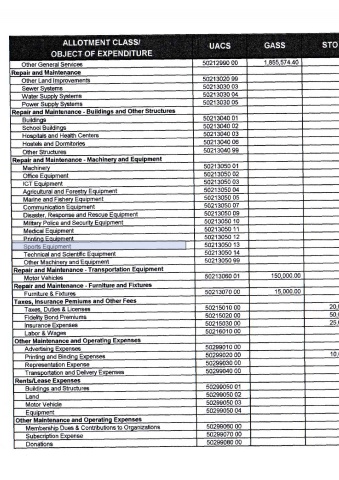 ALLOTMENT CLASS/ OBJECT OF EXPENDITURE UACS GASS STO
Other General Services 50212990 00 1,855,574.40
Repair and Maintenance
Other Land Improvements 50213020 99
Sewer Systems 50213030 03
Water Supply Systems 50213030 04
Power Supply Systems 50213030 05
Repair and Maintenance - Buildings and Other Structures
Buildings 50213040 01
School Buildings 50213040 02
Hospitals and Health Centers 50213040 03
Hostels and Dormitories 50213040 06
Other Structures 50213040 99
Repair and Maintenance - Machinery and Equipment
Machinery 50213050 01
Office Equipment 50213050 02
ICT Equipment 50213050 03
Agricultural and Forestry Equipment 50213050 04
Marine and Fishery Equipment 50213050 05
Communication Equipment 50213050 07
Disaster, Response and Rescue Equipment 50213050 09
Military Police and Security Equipment 50213050 10
Medical Equipment 50213050 11
Printing Equipment 50213050 12
Sports Equipment 50213050 13
Technical and Scientific Equipment 50213050 14
Other Machinery and Equipment 50213050 99
Repair and Maintenance - Transportation Equipment
Motor Vehicles 50213060 01 150,000.00
Repair and Maintenance - Furniture and Fixtures
Furniture & Fixtures 50213070 00 15,000.00
Taxes, Insurance Pemiums and Other Fees
Taxes, Duties & Licenses 50215010 00 20,
Fidelity Bond Premiums 50215020 00 50,
Insurance Expenses 50215030 00 25,
Labor & Wages 50216010 00
Other Maintenance and Operating Expenses
Advertising Expenses 50299010 00
Printing and Binding Expenses 50299020 00 10,
Representation Expense 50299030 00
Transportation and Delivery Expenses 50299040 00
Rents/Lease Expenses
Buildings and Structures 50299050 01
Land 50299050 02
Motor Vehicle 50299050 03
Equipment 50299050 04
Other Maintenance and Operating Expenses
Membership Dues & Contributions to Organizations 50299060 00
Subscription Expense 50299070 00
Donations 50299080 00